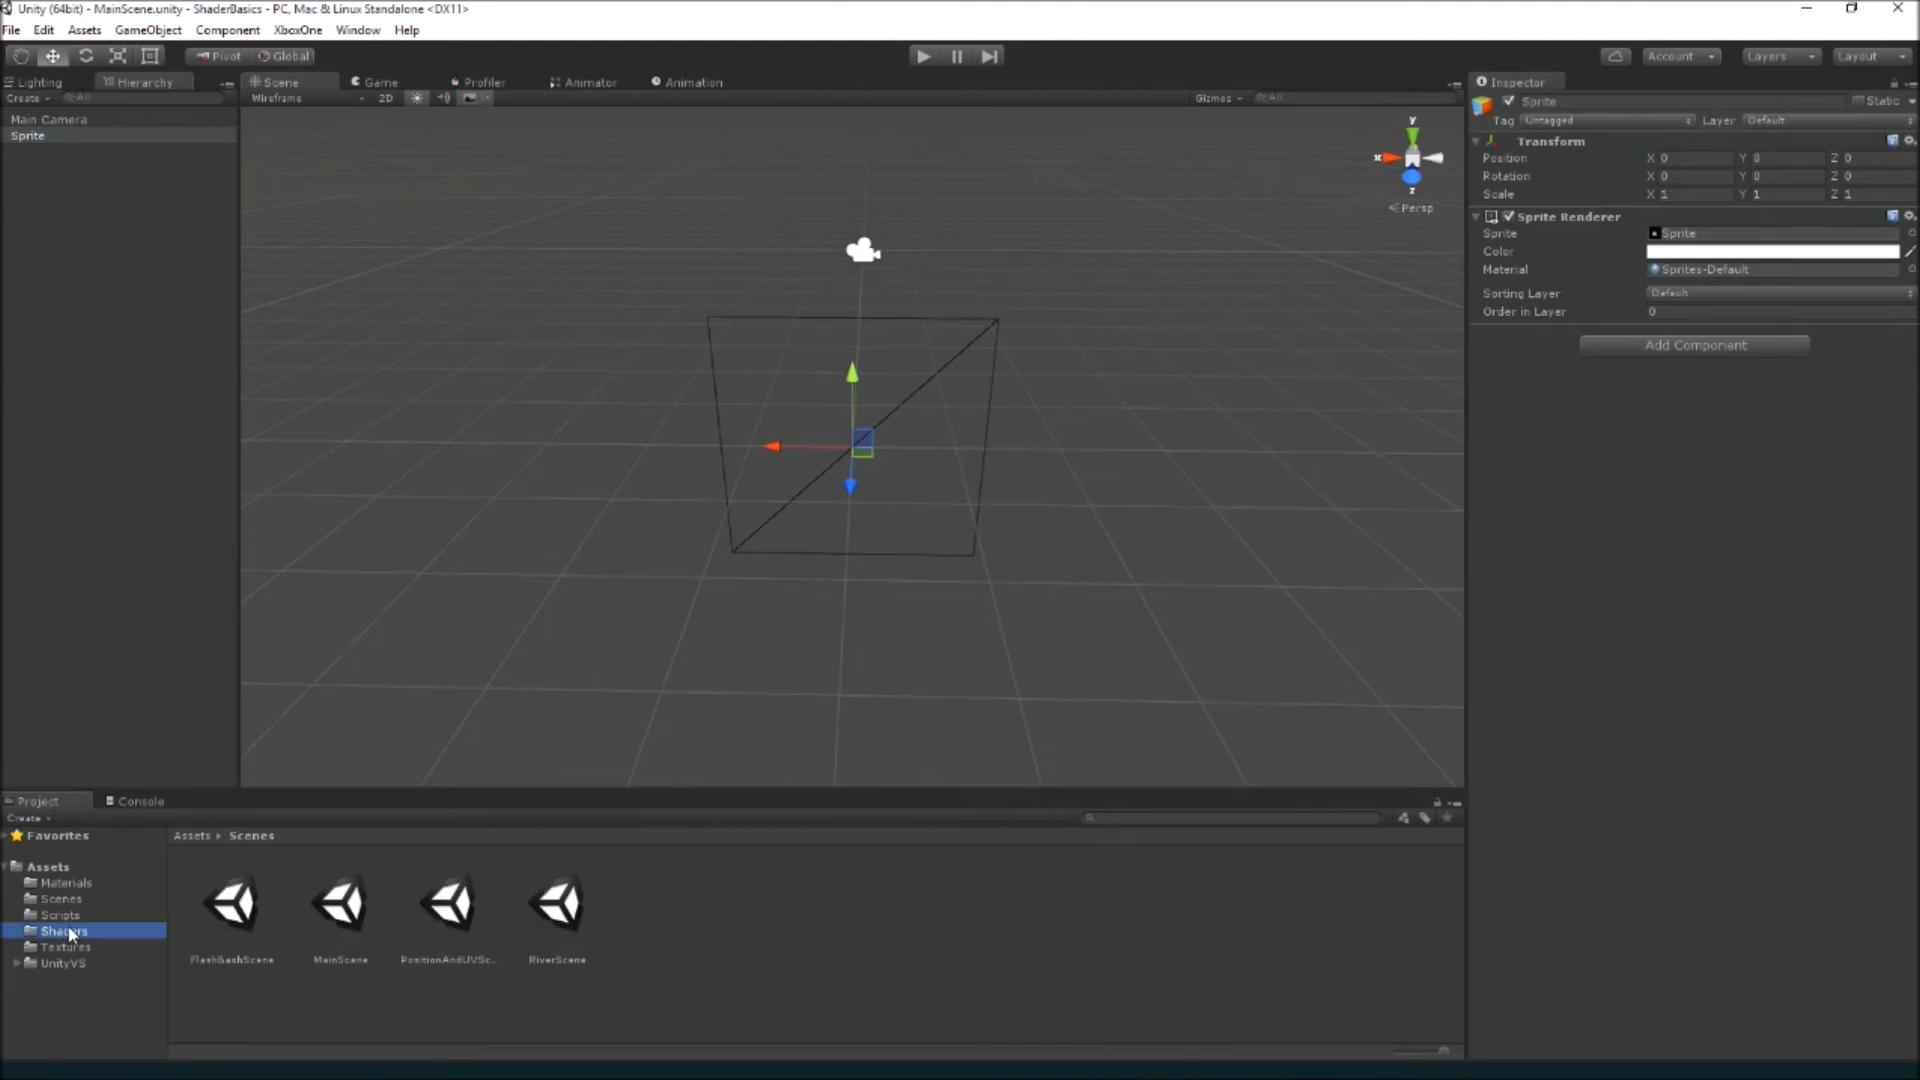 Unity (64bit) - MainScene.unity - ShaderBasics - PC, Mac & Linux Standalone <DX11>
File Edit Assets GameObject Component XboxOne Window Help
Pivot Global Account Layers Layout
Lighting Hierarchy Scene Game Profiler Animator Animation Inspector
Create All Wireframe 2D Gizmos All
Sprite Static
Tag Untagged Layer Default
Main Camera
Sprite
y
x
z
Persp
Transform
Position X 0 Y 0 Z 0
Rotation X 0 Y 0 Z 0
Scale X 1 Y 1 Z 1
Sprite Renderer
Sprite Sprite
Color
Material Sprites-Default
Sorting Layer Default
Order in Layer 0
Add Component
Project Console
Create
Favorites
Assets
Materials
Scenes
Scripts
Shaders
Textures
UnityVS
Assets Scenes
FlashBashScene MainScene PositionAndUVSc... RiverScene